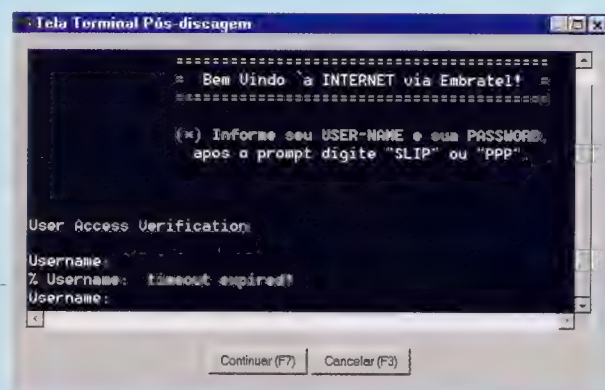 Tela Terminal Pós-discagem
================================================
= Bem Vindo `a INTERNET via Embratel! =
================================================
(*) Informe seu USER-NAME e sua PASSWORD,
apos o prompt digite "SLIP" ou "PPP".
User Access Verification
Username:
% Username: timeout expired!
Username:
Continuar (F7) Cancelar (F3)